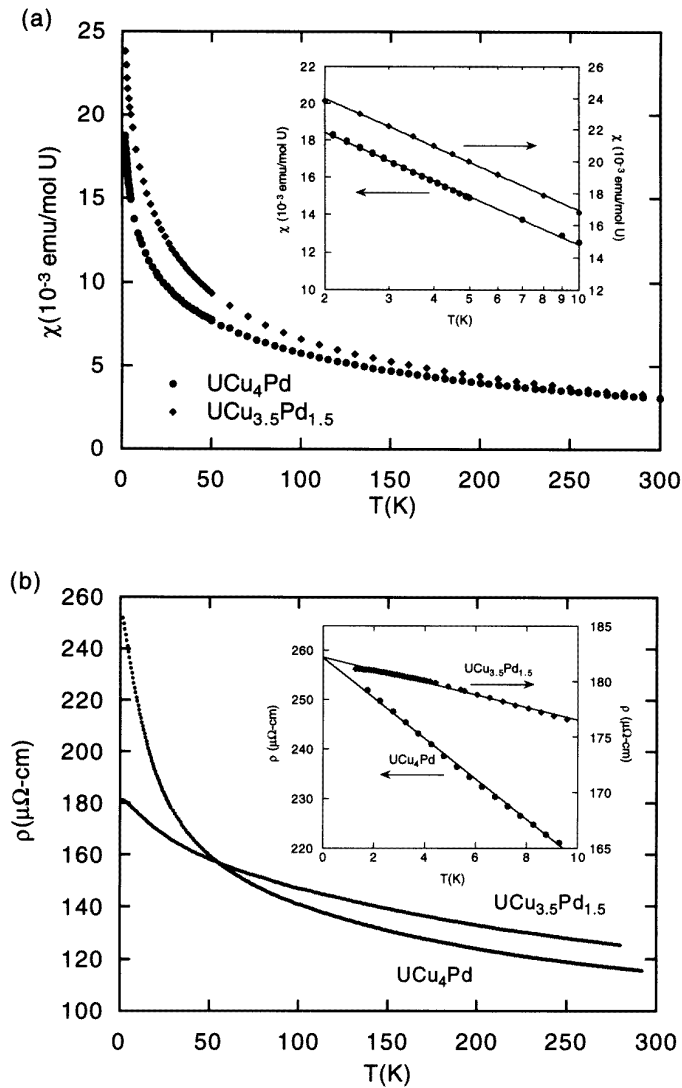 (a)
25
20
15
10
5
0
χ(10⁻³ emu/mol U)
0 50 100 150 200 250 300
T(K)
UCu₄Pd
UCu₃.₅Pd₁.₅
22
20
18
16
14
12
10
χ (10⁻³ emu/mol U)
2 3 4 5 6 7 8 9 10
T(K)
26
24
22
20
18
16
14
12
χ (10⁻³ emu/mol U)
(b)
260
240
220
200
180
160
140
120
100
ρ(μΩ-cm)
0 50 100 150 200 250 300
T(K)
UCu₃.₅Pd₁.₅
UCu₄Pd
260
250
240
230
220
ρ (μΩ-cm)
0 2 4 6 8 10
T(K)
185
180
175
170
165
ρ (μΩ-cm)
UCu₃.₅Pd₁.₅
UCu₄Pd